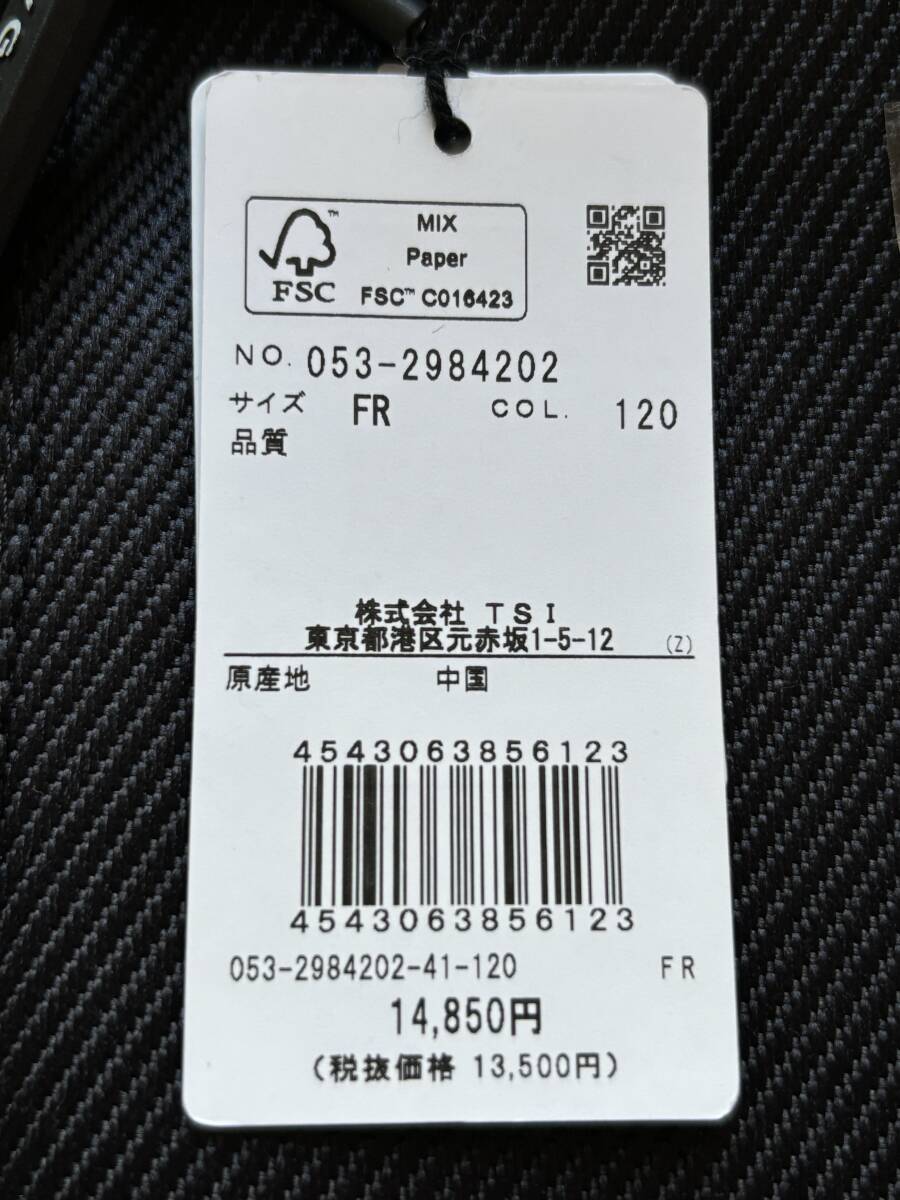 MIX
Paper
FSC™ C016423
FSC
NO. 053-2984202
サイズ FR COL. 120
品質
株式会社 TSI
東京都港区元赤坂1-5-12 (Z)
原産地 中国
4543063856123
4543063856123
053-2984202-41-120 FR
14,850円
(税抜価格 13,500円)